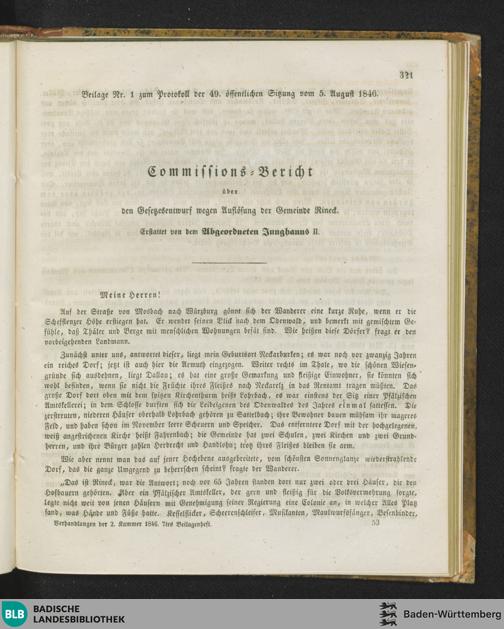 321
Beilage Nr. 1 zum Protokoll der 49. öffentlichen Sitzung vom 5. August 1846.
Commissions-Bericht
über
den Gesetzesentwurf wegen Auflösung der Gemeinde Rineck.
Erstattet von dem Abgeordneten Junghanns II.
Meine Herren!
Auf der Straße von Mosbach nach Würzburg gönnt sich der Wanderer eine kurze Ruhe, wenn er die
Schefflenzer Höhe erstiegen hat. Er wendet seinen Blick nach dem Odenwald, und bemerkt mit gemischtem Ge-
fühle, daß Thäler und Berge mit menschlichen Wohnungen besät sind. Wie heißen diese Dörfer? fragt er den
vorbeigehenden Landmann.
Zunächst unter uns, antwortet dieser, liegt mein Geburtsort Neckarburken; es war noch vor zwanzig Jahren
ein reiches Dorf; jetzt ist auch hier die Armuth eingezogen. Weiter rechts im Thale, wo die schönen Wiesen-
gründe sich ausdehnen, liegt Dallau; es hat eine große Gemarkung und fleißige Einwohner, sie könnten sich
wohl befinden, wenn sie nicht die Früchte ihres Fleißes nach Neckarelz in das Rentamt tragen müßten. Das
große Dorf dort oben mit dem spitzen Kirchenthurm heißt Lohrbach, es war einstens der Sitz einer Pfälzischen
Amtskellerei; in dem Schlosse durften sich die Leibeigenen des Odenwaldes des Jahres einmal sattessen. Die
zerstreuten, niederen Häuser oberhalb Lohrbach gehören zu Sattelbach; ihre Bewohner bauen mühsam ihr mageres
Feld, und haben schon im November leere Scheuern und Speicher. Das entferntere Dorf mit der hochgelegenen,
weiß angestrichenen Kirche heißt Fahrenbach; die Gemeinde hat zwei Schulen, zwei Kirchen und zwei Grund-
herren, und ihre Bürger zahlen Herdrecht und Handlohn; trotz ihres Fleißes bleiben sie arm.
Wie aber nennt man das auf jener Hochebene ausgebreitete, vom schönsten Sonnenglanze wiederstrahlende
Dorf, das die ganze Umgegend zu beherrschen scheint? fragte der Wanderer.
„Das ist Rineck, war die Antwort; noch vor 65 Jahren standen dort nur zwei oder drei Häuser, die den
Hofbauern gehörten. Aber ein Pfälzischer Amtskeller, der gern und fleißig für die Volksvermehrung sorgte,
legte nicht weit von jenen Häusern mit Genehmigung seiner Regierung eine Colonie an, in welcher Alles Platz
fand, was Hände und Füße hatte. Kesselflicker, Scheerenschleifer, Musikanten, Maulwurfsfänger, Besenbinder,
Verhandlungen der 2. Kammer 1846. 7tes Beilagenheft. 53
BLB BADISCHE
LANDESBIBLIOTHEK
Baden-Württemberg